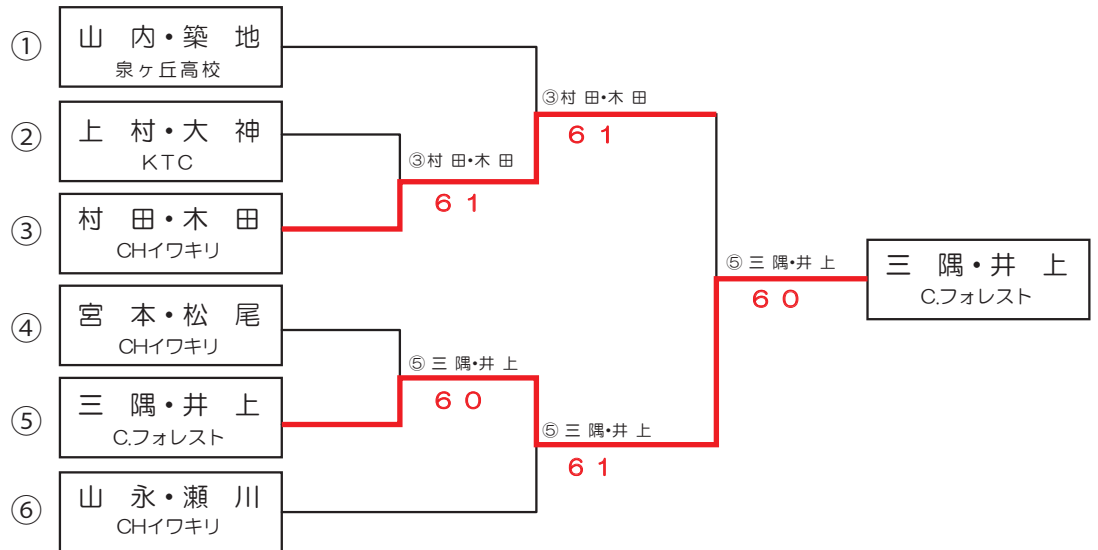 ① 山 内・築 地
泉ヶ丘高校
② 上 村・大 神
KTC
③ 村 田・木 田
CHイワキリ
④ 宮 本・松 尾
CHイワキリ
⑤ 三 隅・井 上
C.フォレスト
⑥ 山 永・瀬 川
CHイワキリ
③村 田・木 田
6 1
⑤ 三 隅・井 上
6 0
③村 田・木 田
6 1
⑤ 三 隅・井 上
6 1
⑤ 三 隅・井 上
6 0
三 隅・井 上
C.フォレスト